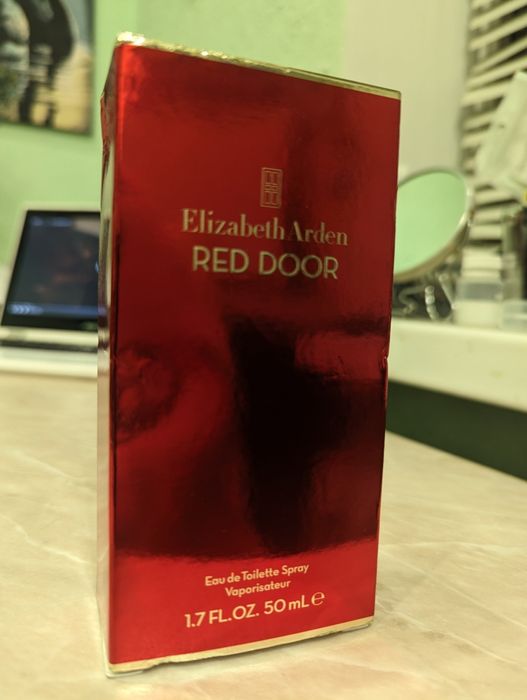 Elizabeth Arden
RED DOOR
Eau de Toilette Spray
Vaporisateur
1.7 FL.OZ. 50 mL ℮